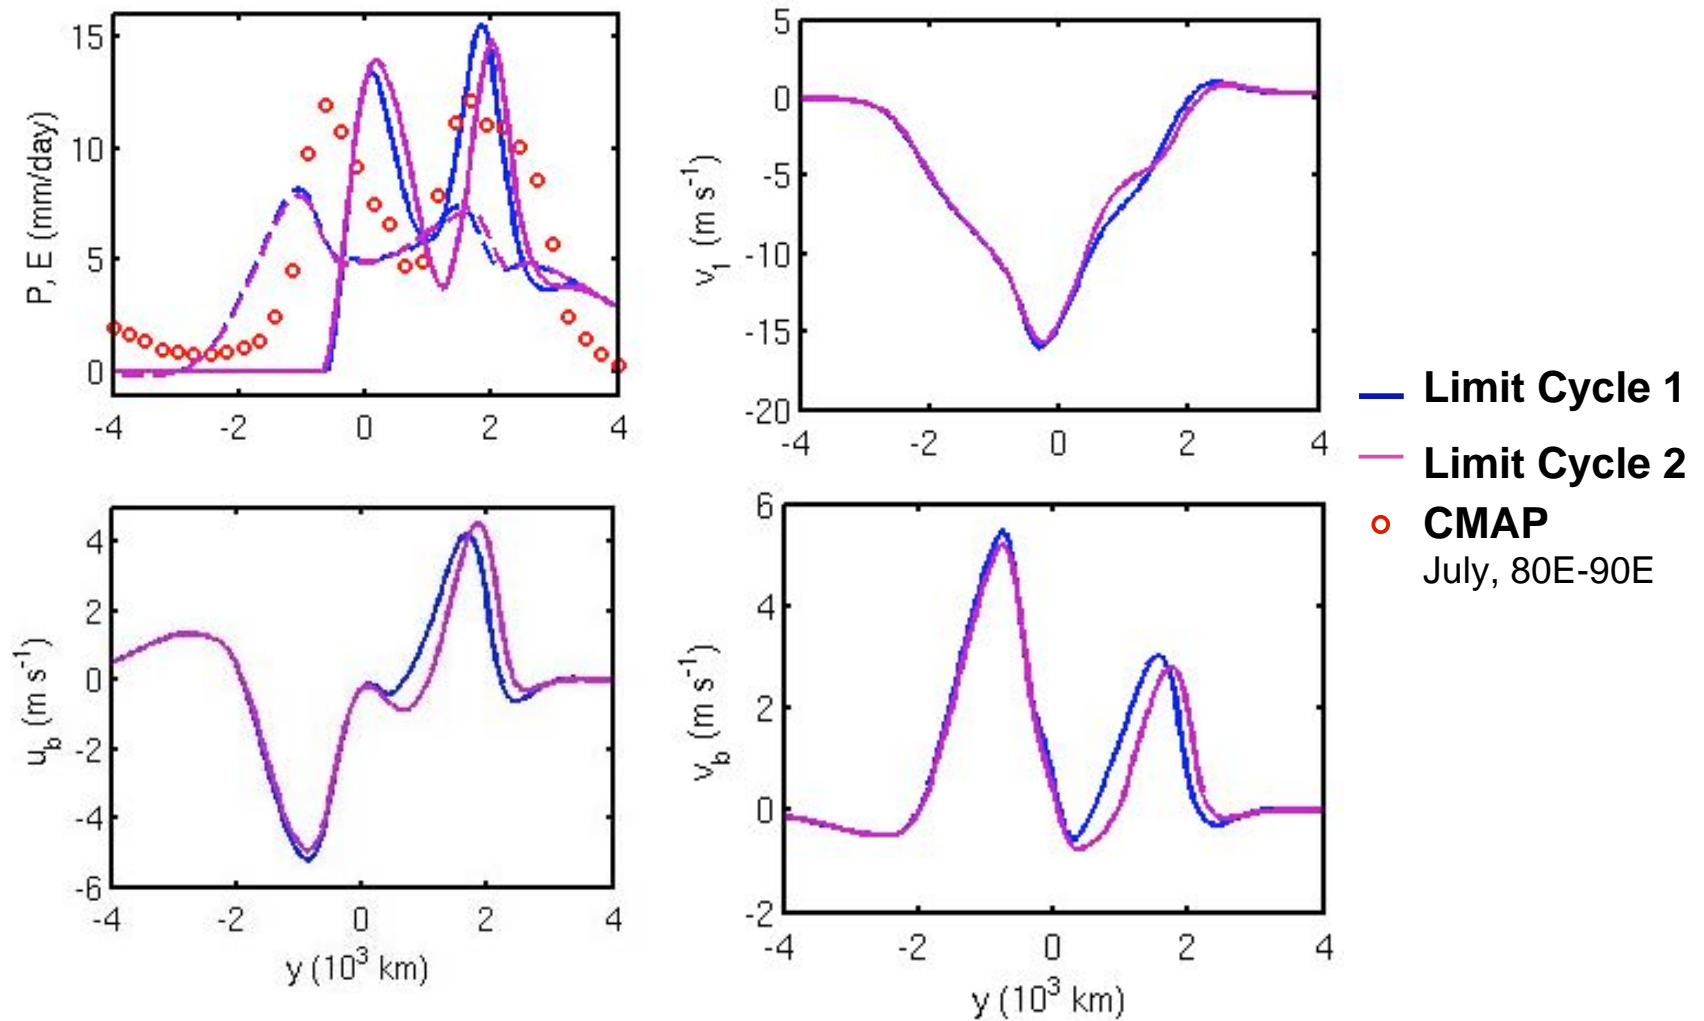 15
10
5
0
P, E (mm/day)
-4 -2 0 2 4
5
0
-5
-10
-15
-20
v1 (m s-1)
-4 -2 0 2 4
Limit Cycle 1
Limit Cycle 2
CMAP
July, 80E-90E
4
2
0
-2
-4
-6
ub (m s-1)
-4 -2 0 2 4
y (103 km)
6
4
2
0
-2
vb (m s-1)
-4 -2 0 2 4
y (103 km)